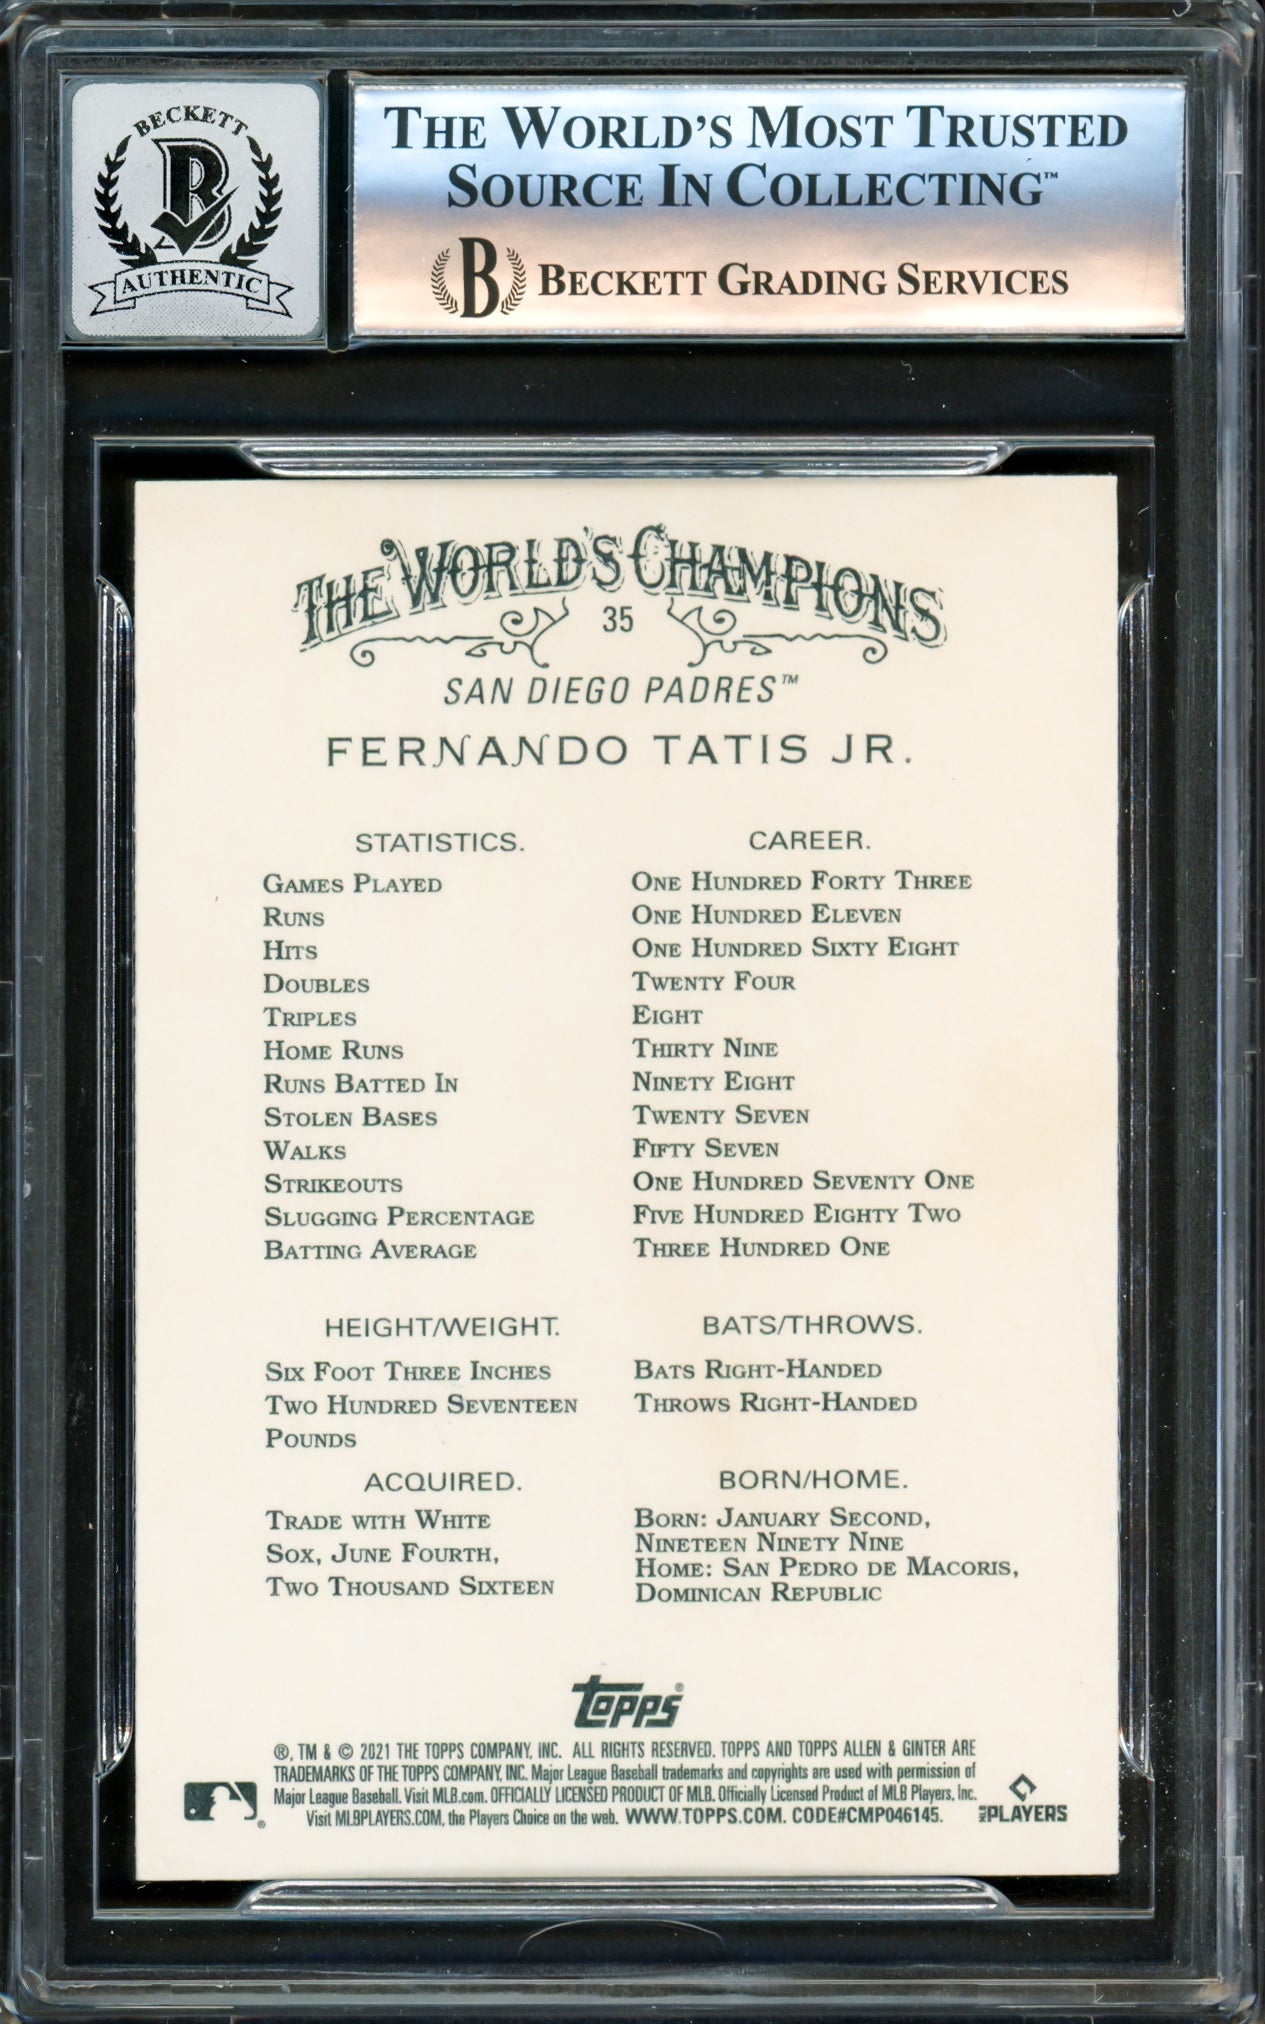 BECKETT
B
AUTHENTIC
THE WORLD'S MOST TRUSTED
SOURCE IN COLLECTING™
B BECKETT GRADING SERVICES
THE WORLD'S CHAMPIONS
35
SAN DIEGO PADRES™
FERNANDO TATIS JR.
STATISTICS. CAREER.
GAMES PLAYED ONE HUNDRED FORTY THREE
RUNS ONE HUNDRED ELEVEN
HITS ONE HUNDRED SIXTY EIGHT
DOUBLES TWENTY FOUR
TRIPLES EIGHT
HOME RUNS THIRTY NINE
RUNS BATTED IN NINETY EIGHT
STOLEN BASES TWENTY SEVEN
WALKS FIFTY SEVEN
STRIKEOUTS ONE HUNDRED SEVENTY ONE
SLUGGING PERCENTAGE FIVE HUNDRED EIGHTY TWO
BATTING AVERAGE THREE HUNDRED ONE
HEIGHT/WEIGHT.
SIX FOOT THREE INCHES
TWO HUNDRED SEVENTEEN
POUNDS
BATS/THROWS.
BATS RIGHT-HANDED
THROWS RIGHT-HANDED
ACQUIRED.
TRADE WITH WHITE
SOX, JUNE FOURTH,
TWO THOUSAND SIXTEEN
BORN/HOME.
BORN: JANUARY SECOND,
NINETEEN NINETY NINE
HOME: SAN PEDRO DE MACORIS,
DOMINICAN REPUBLIC
Topps®
®, TM & © 2021 THE TOPPS COMPANY, INC. ALL RIGHTS RESERVED. TOPPS AND TOPPS ALLEN & GINTER ARE
TRADEMARKS OF THE TOPPS COMPANY, INC. Major League Baseball trademarks and copyrights are used with permission of
Major League Baseball. Visit MLB.com. OFFICIALLY LICENSED PRODUCT OF MLB. Officially Licensed Product of MLB Players, Inc.
Visit MLBPLAYERS.COM, the Players Choice on the web. WWW.TOPPS.COM. CODE#CMP046145.
MLB PLAYERS